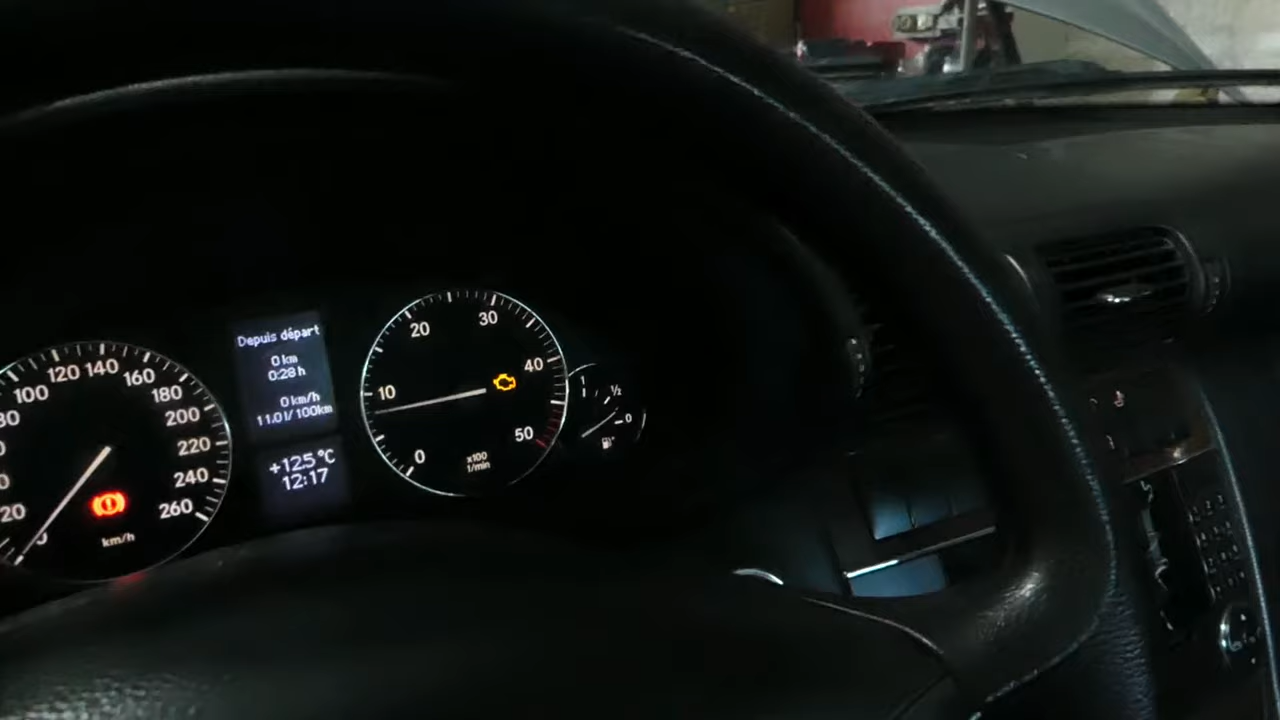 80
100
120
140
160
180
200
220
240
260
20
km/h
Depuis départ
0 km
0:28 h
0 km/h
11.0 l/100km
+12.5°C
12:17
0
10
20
30
40
50
x100
1/min
1
½
0